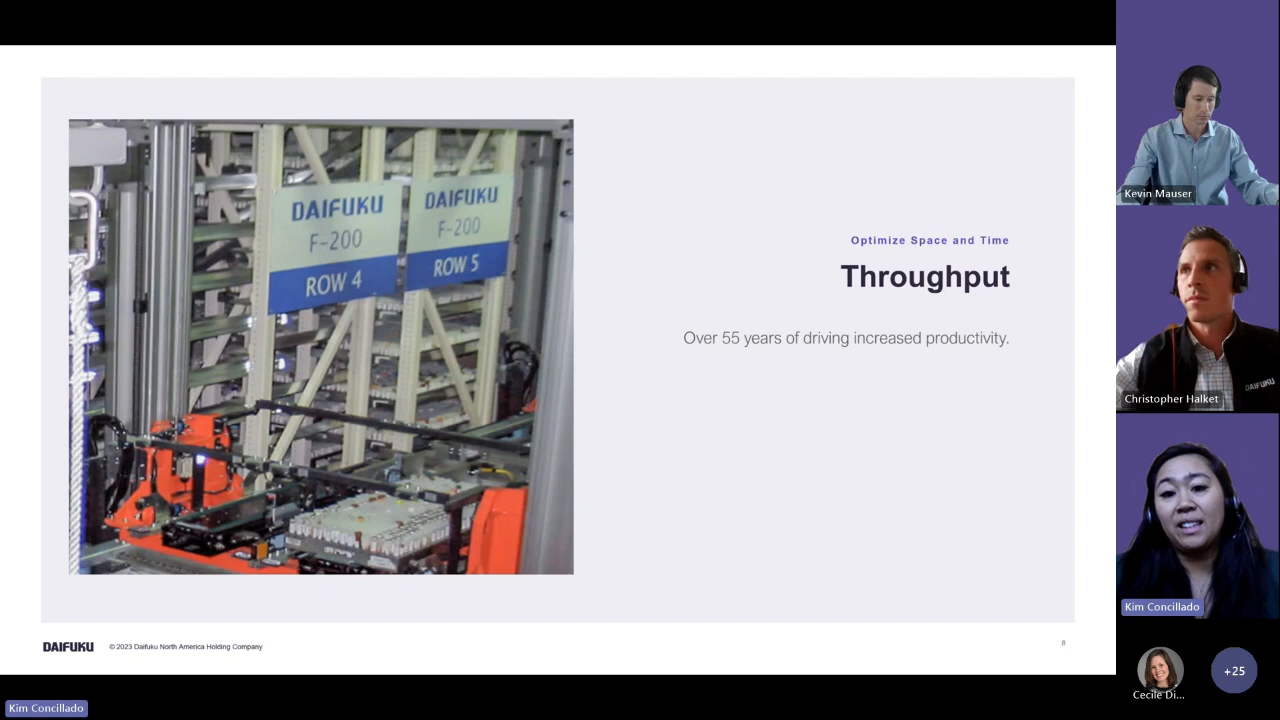 DAIFUKU
F-200
ROW 4
DAIFUKU
F-200
ROW 5
Optimize Space and Time
Throughput
Over 55 years of driving increased productivity.
DAIFUKU
© 2023 Daifuku North America Holding Company
8
Kim Concillado
Kevin Mauser
DAIFUKU
Christopher Halket
Kim Concillado
Cecile Di...
+25